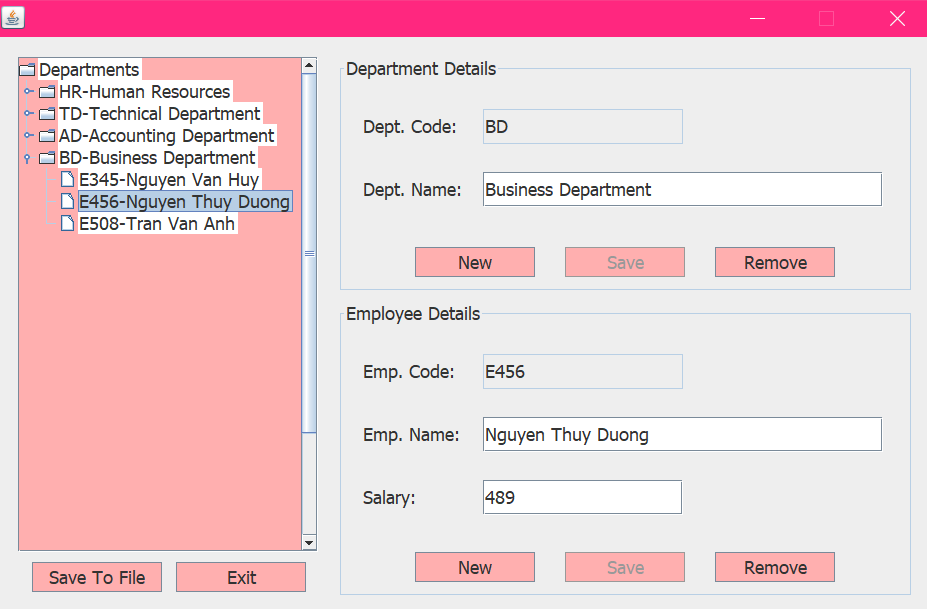 Departments
HR-Human Resources
TD-Technical Department
AD-Accounting Department
BD-Business Department
E345-Nguyen Van Huy
E456-Nguyen Thuy Duong
E508-Tran Van Anh
Save To File Exit
Department Details
Dept. Code: BD
Dept. Name: Business Department
New Save Remove
Employee Details
Emp. Code: E456
Emp. Name: Nguyen Thuy Duong
Salary: 489
New Save Remove